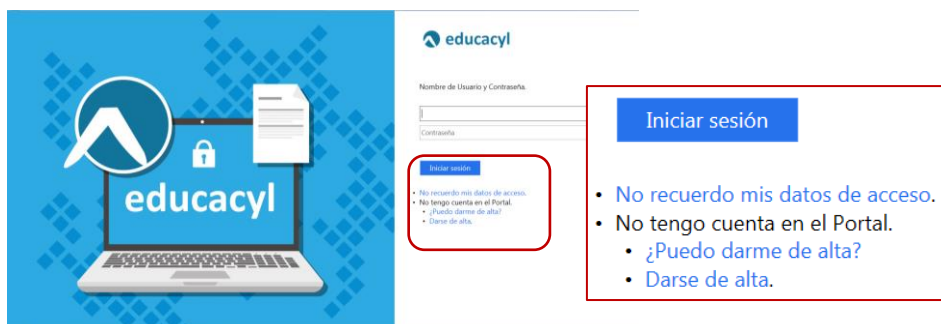 educacyl
educacyl
Nombre de Usuario y Contraseña.
Contraseña
Iniciar sesión
• No recuerdo mis datos de acceso.
• No tengo cuenta en el Portal.
• ¿Puedo darme de alta?
• Darse de alta.
Iniciar sesión
• No recuerdo mis datos de acceso.
• No tengo cuenta en el Portal.
• ¿Puedo darme de alta?
• Darse de alta.